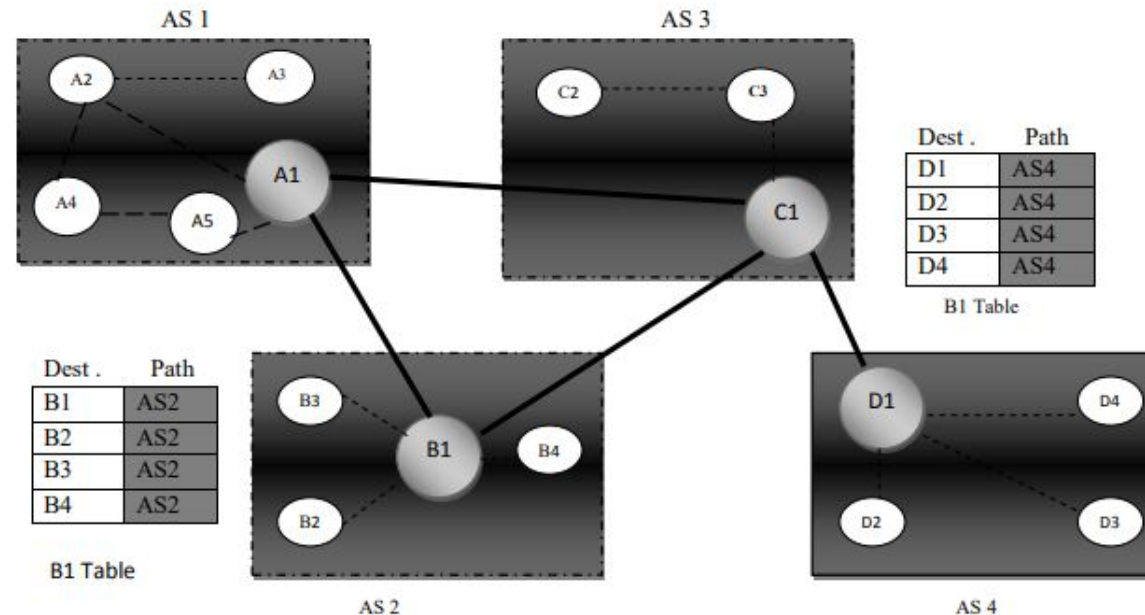 AS 1
AS 3
A2
A3
C2
C3
A1
A4
A5
C1
Dest . Path
D1 AS4
D2 AS4
D3 AS4
D4 AS4
B1 Table
Dest . Path
B1 AS2
B2 AS2
B3 AS2
B4 AS2
B1 Table
B3
B1
B4
B2
D1
D4
D2
D3
AS 2
AS 4